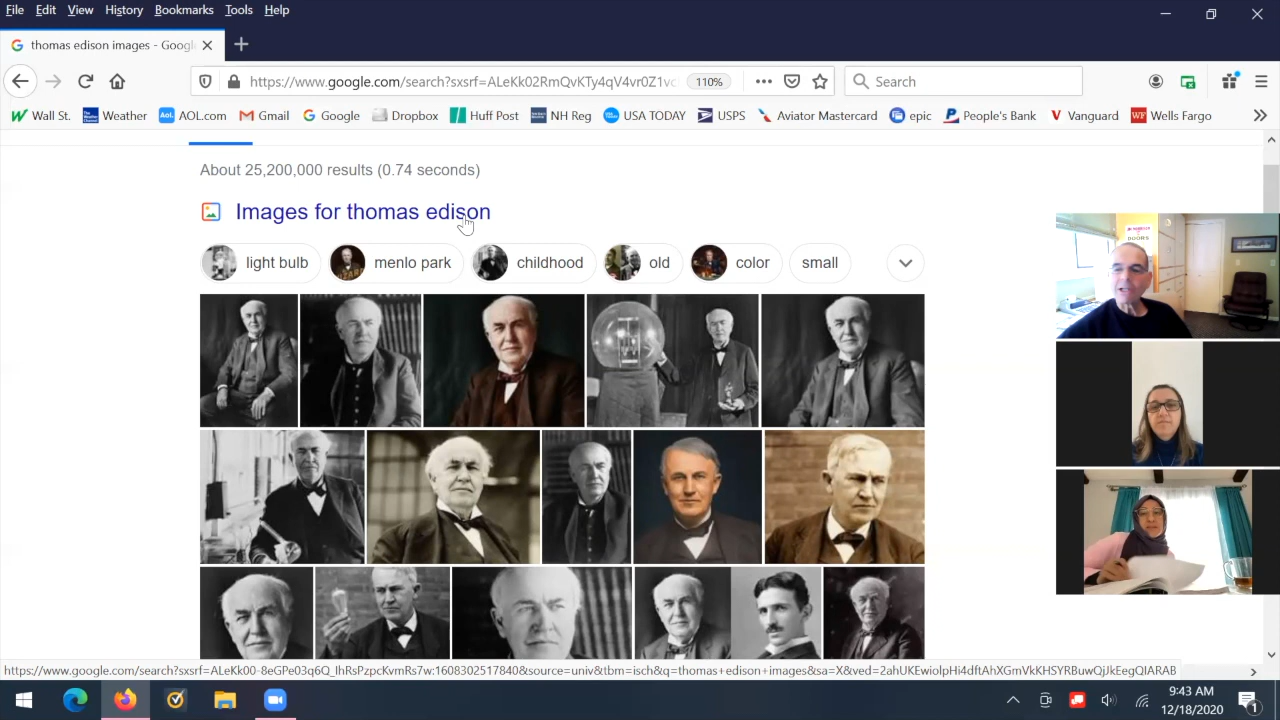 File Edit View History Bookmarks Tools Help
thomas edison images - Googl
https://www.google.com/search?sxsrf=ALeKk02RmQvKTy4qV4vr0Z1vc 110% Search
Wall St. Weather AOL.com Gmail Google Dropbox Huff Post NH Reg USA TODAY USPS Aviator Mastercard epic People's Bank Vanguard Wells Fargo
About 25,200,000 results (0.74 seconds)
Images for thomas edison
light bulb menlo park childhood old color small
DOORS
https://www.google.com/search?sxsrf=ALeKk00-8eGPe03g6Q_IhRsPzpcKvmRs7w:1608302517840&source=univ&tbm=isch&q=thomas+edison+images&sa=X&ved=2ahUKEwiolpHi4dftAhXGmVkKHSYRBuwQjJkEegQIARAB
9:43 AM
12/18/2020
1